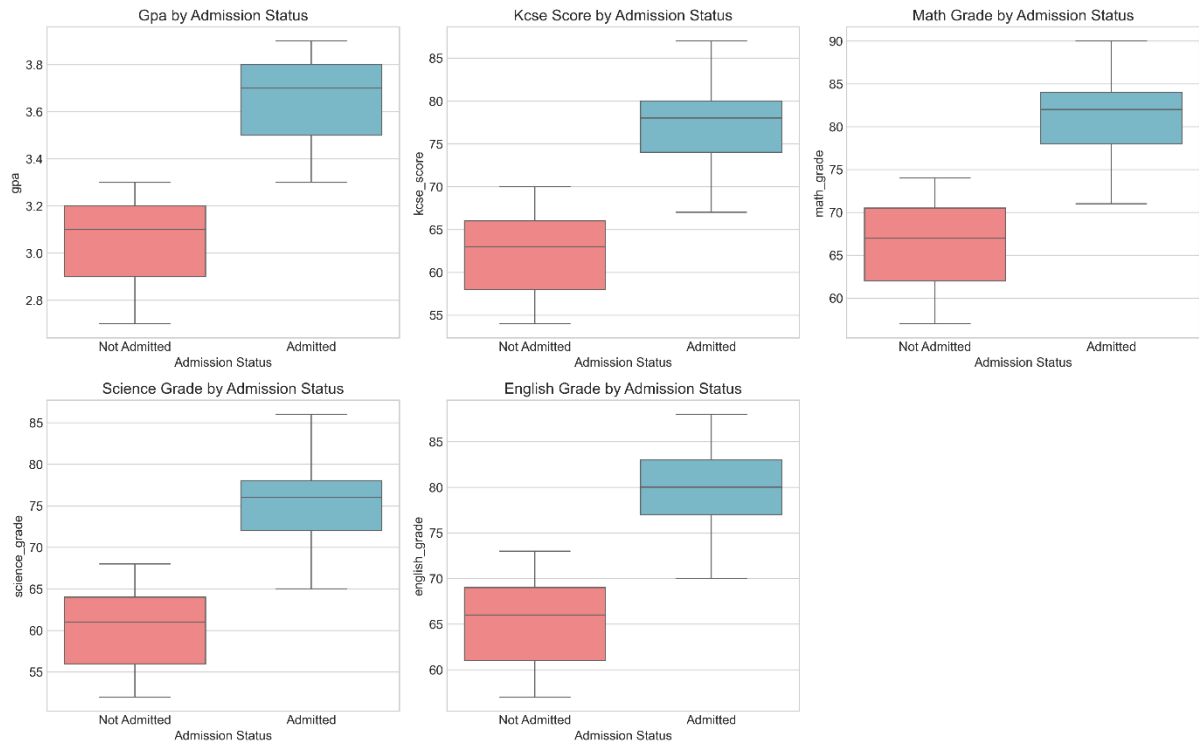 Gpa by Admission Status
3.8
3.6
3.4
3.2
3.0
2.8
gpa
Not Admitted
Admitted
Admission Status
Kcse Score by Admission Status
85
80
75
70
65
60
55
kcse_score
Not Admitted
Admitted
Admission Status
Math Grade by Admission Status
90
85
80
75
70
65
60
math_grade
Not Admitted
Admitted
Admission Status
Science Grade by Admission Status
85
80
75
70
65
60
55
science_grade
Not Admitted
Admitted
Admission Status
English Grade by Admission Status
85
80
75
70
65
60
english_grade
Not Admitted
Admitted
Admission Status